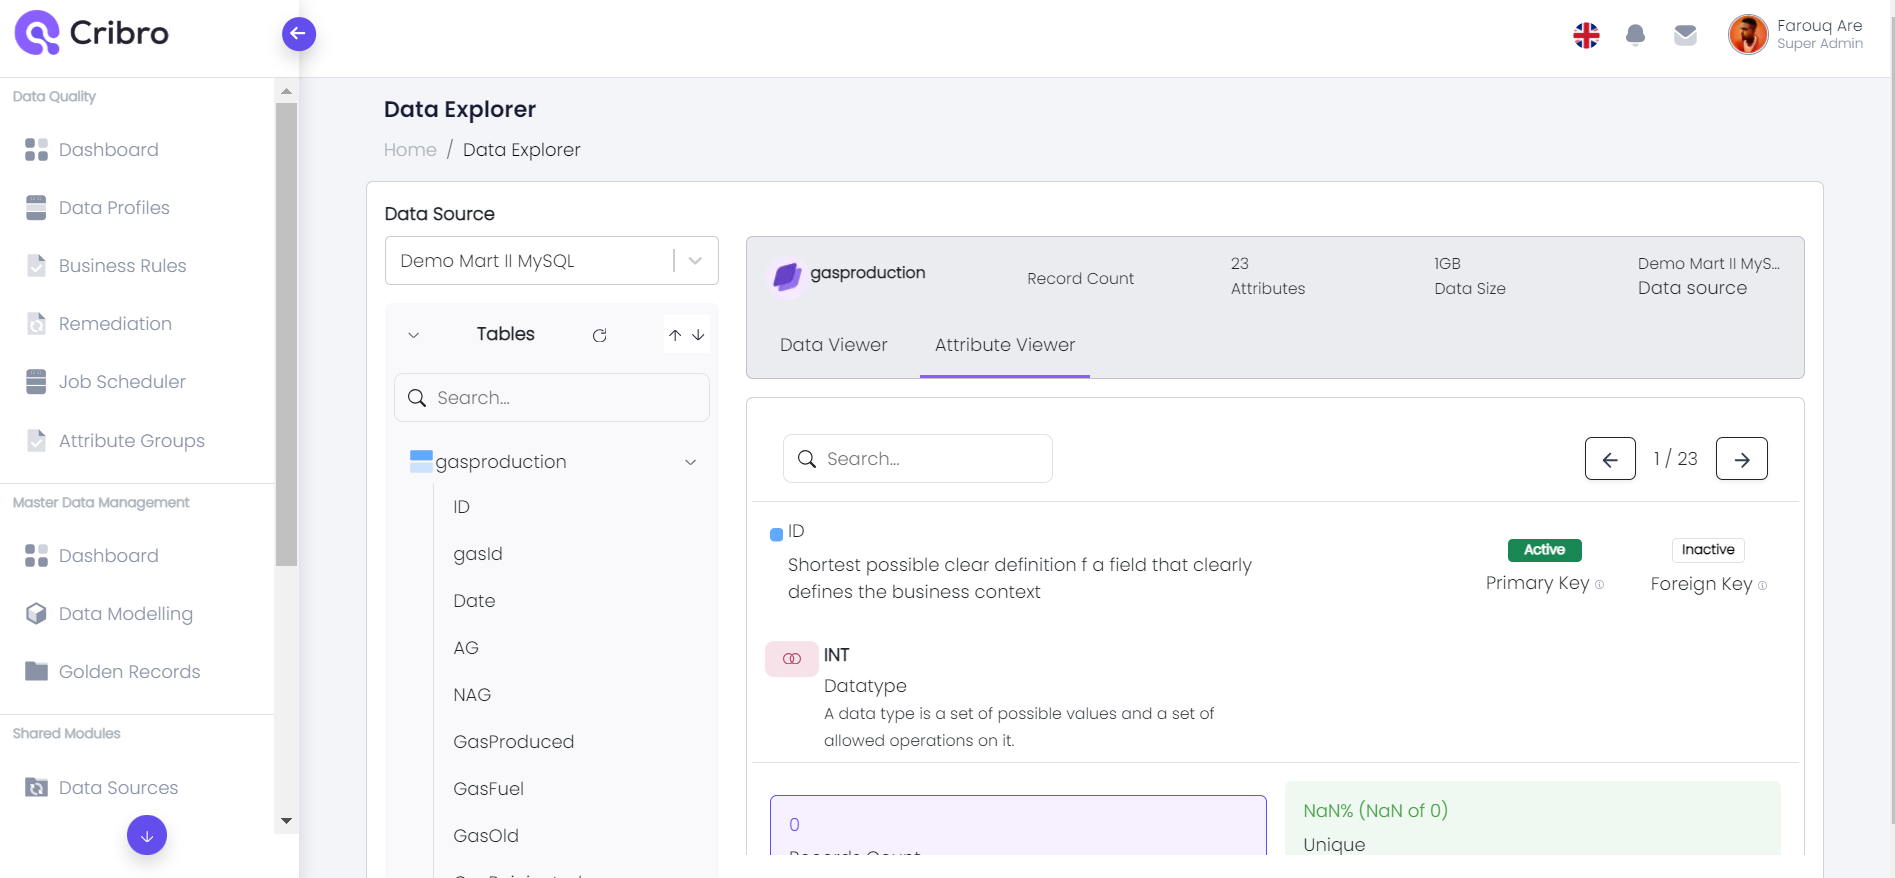 Cribro
Farouq Are
Super Admin
Data Quality
Dashboard
Data Profiles
Business Rules
Remediation
Job Scheduler
Attribute Groups
Master Data Management
Dashboard
Data Modelling
Golden Records
Shared Modules
Data Sources
Data Explorer
Home / Data Explorer
Data Source
Demo Mart II MySQL
Tables
Search...
gasproduction
ID
gasId
Date
AG
NAG
GasProduced
GasFuel
GasOld
gasproduction
Record Count
23
Attributes
1GB
Data Size
Demo Mart II MyS...
Data source
Data Viewer
Attribute Viewer
Search...
1 / 23
ID
Shortest possible clear definition f a field that clearly
defines the business context
Active
Primary Key
Inactive
Foreign Key
INT
Datatype
A data type is a set of possible values and a set of
allowed operations on it.
0
Records Count
NaN% (NaN of 0)
Unique